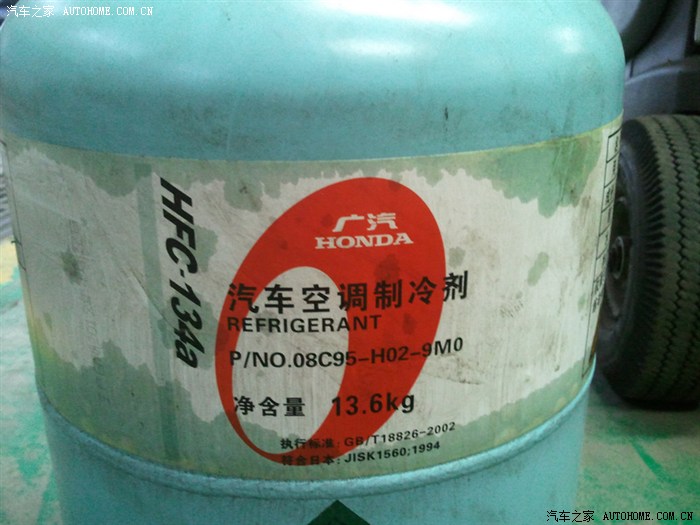 汽车之家 AUTOHOME.COM.CN
HFC-134a
广汽
HONDA
汽车空调制冷剂
REFRIGERANT
P/NO.08C95-H02-9M0
净含量 13.6kg
执行标准: GB/T18826-2002
符合日本: JISK1560;1994
汽车之家 AUTOHOME.COM.CN